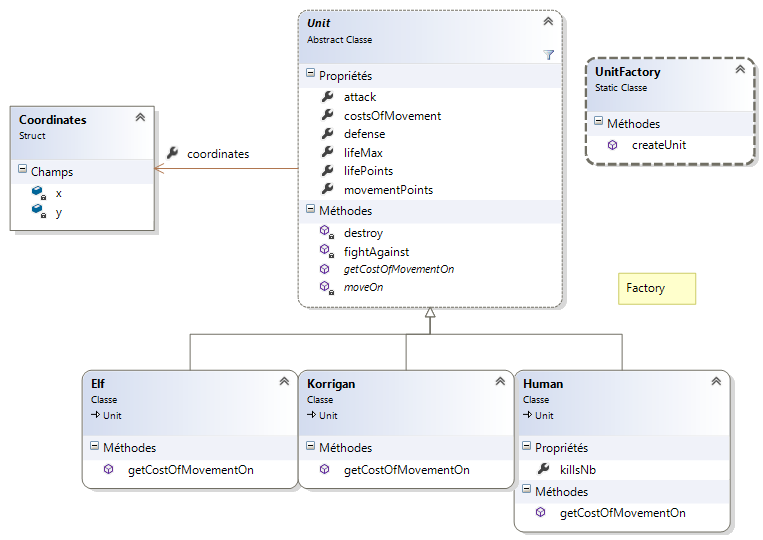 Unit
Abstract Classe
Propriétés
attack
costsOfMovement
defense
lifeMax
lifePoints
movementPoints
Méthodes
destroy
fightAgainst
getCostOfMovementOn
moveOn
UnitFactory
Static Classe
Méthodes
createUnit
Coordinates
Struct
Champs
x
y
coordinates
Factory
Elf
Classe
Unit
Méthodes
getCostOfMovementOn
Korrigan
Classe
Unit
Méthodes
getCostOfMovementOn
Human
Classe
Unit
Propriétés
killsNb
Méthodes
getCostOfMovementOn